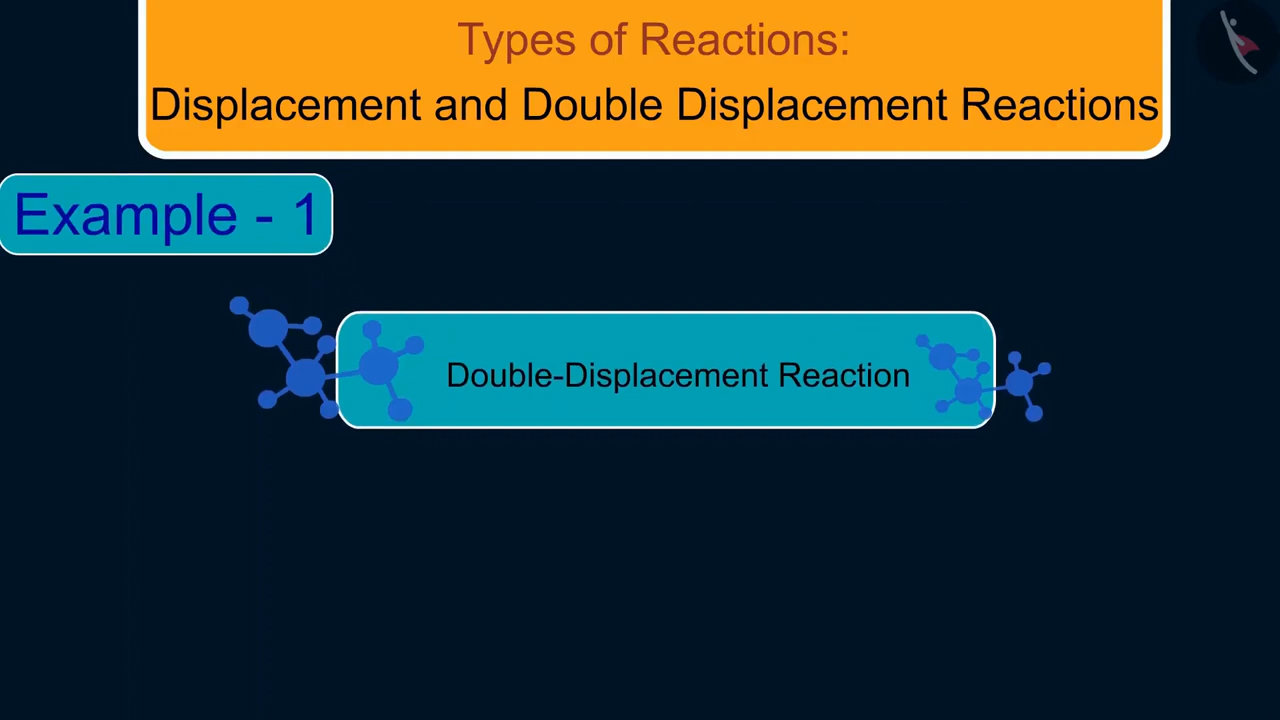 Types of Reactions:
Displacement and Double Displacement Reactions
Example - 1
Double-Displacement Reaction